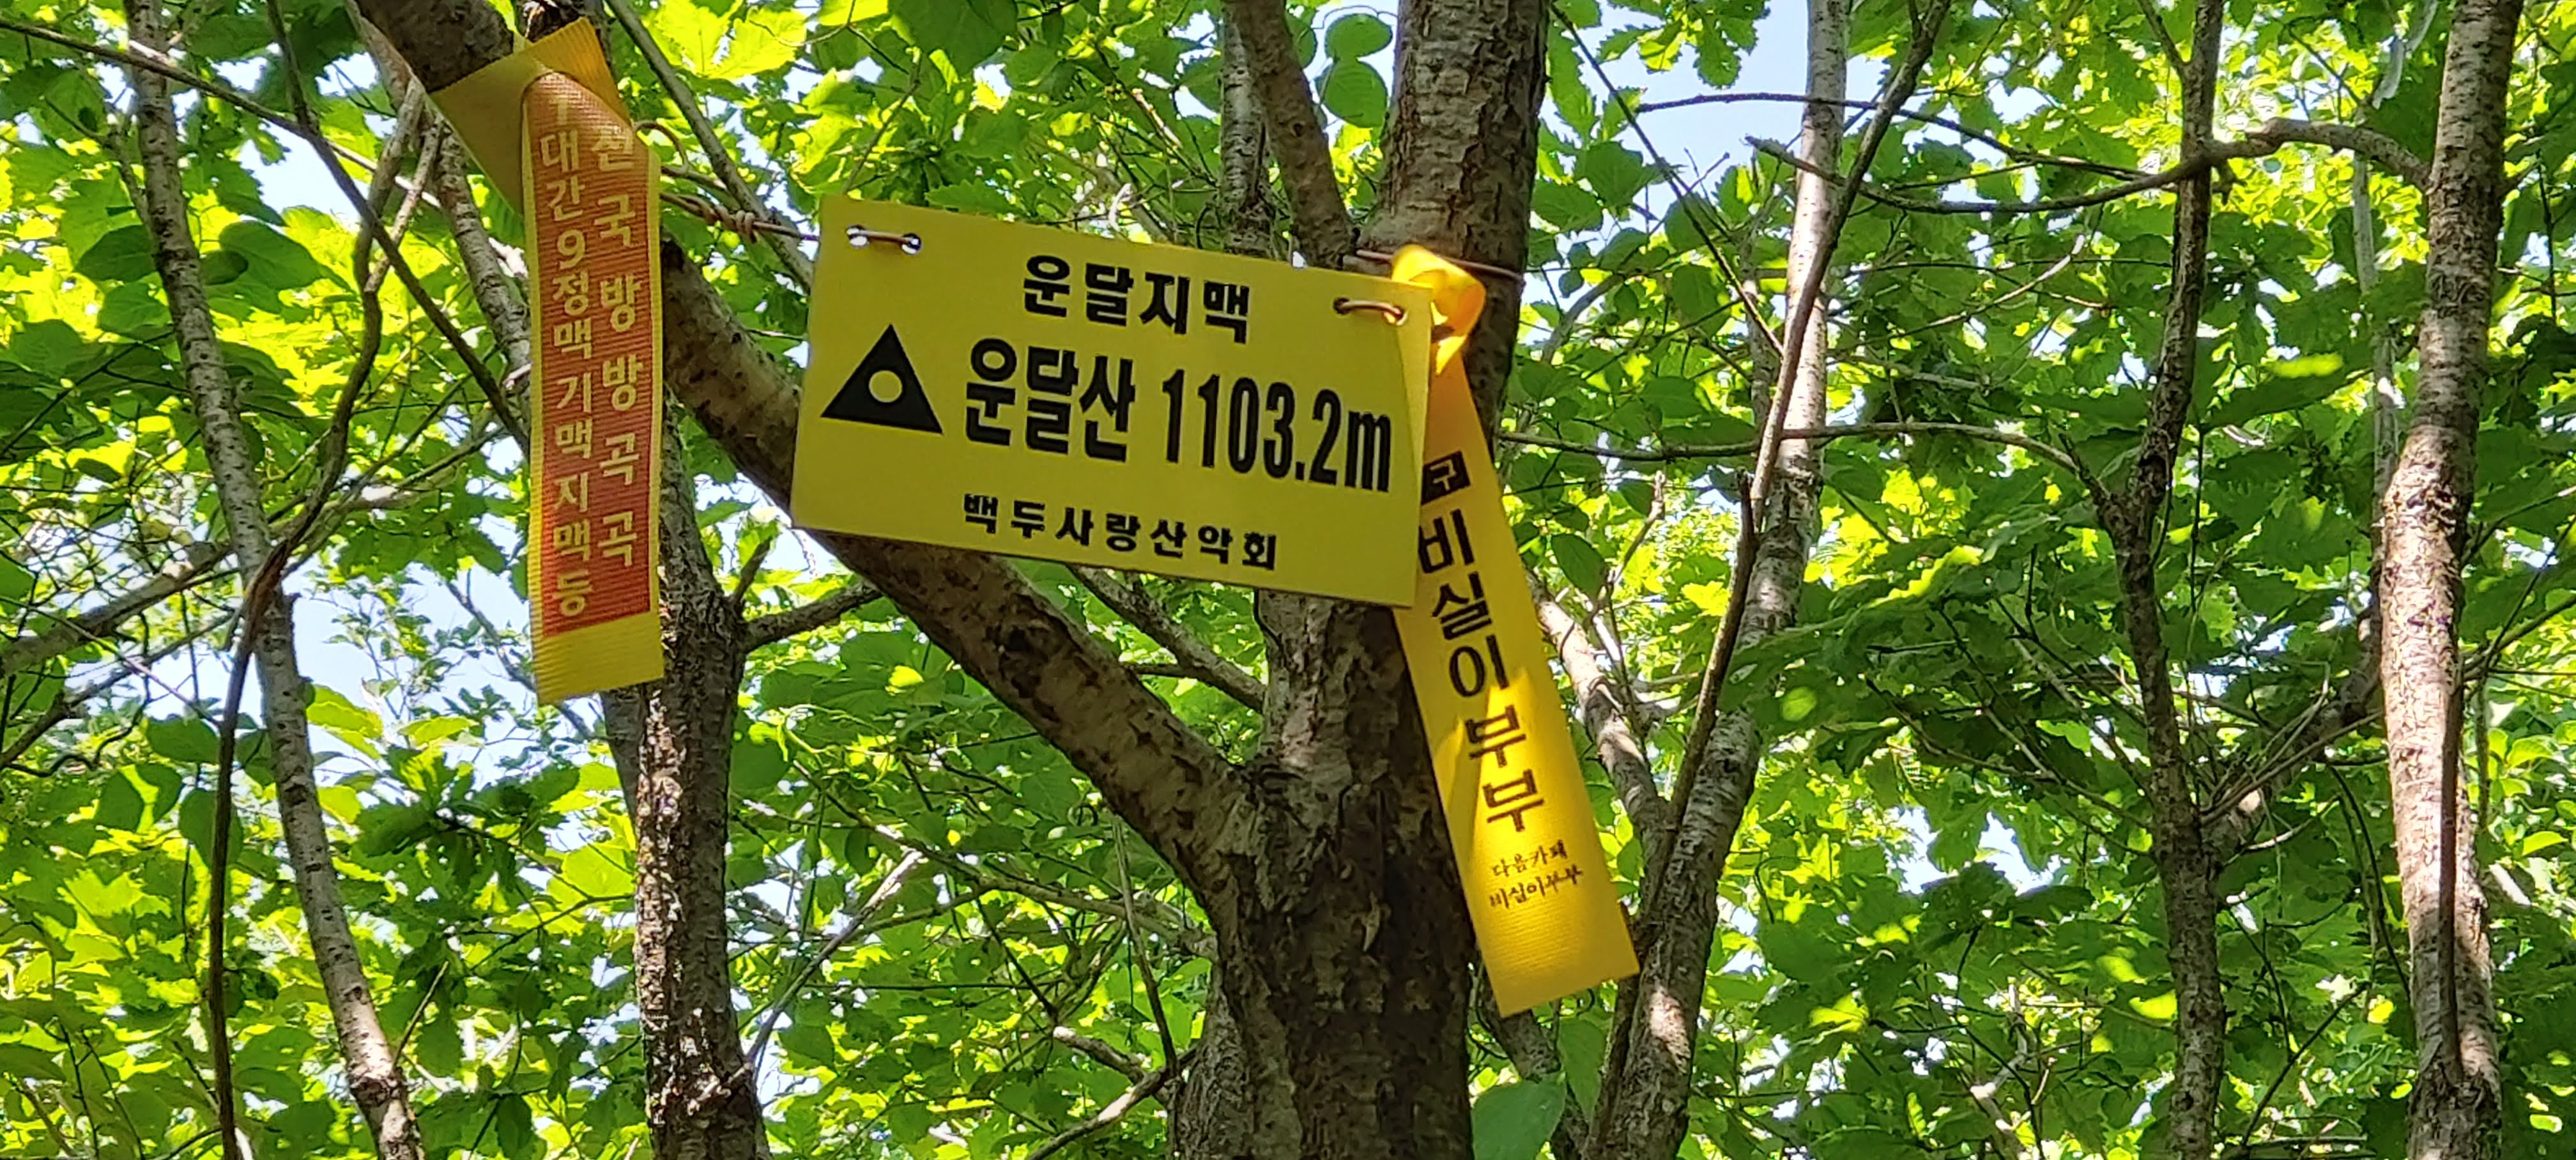 전국방방곡곡
1대간9정맥기맥지맥등
운달지맥
운달산 1103.2m
백두사랑산악회
구
비실이부부
다음카페
비실이부부